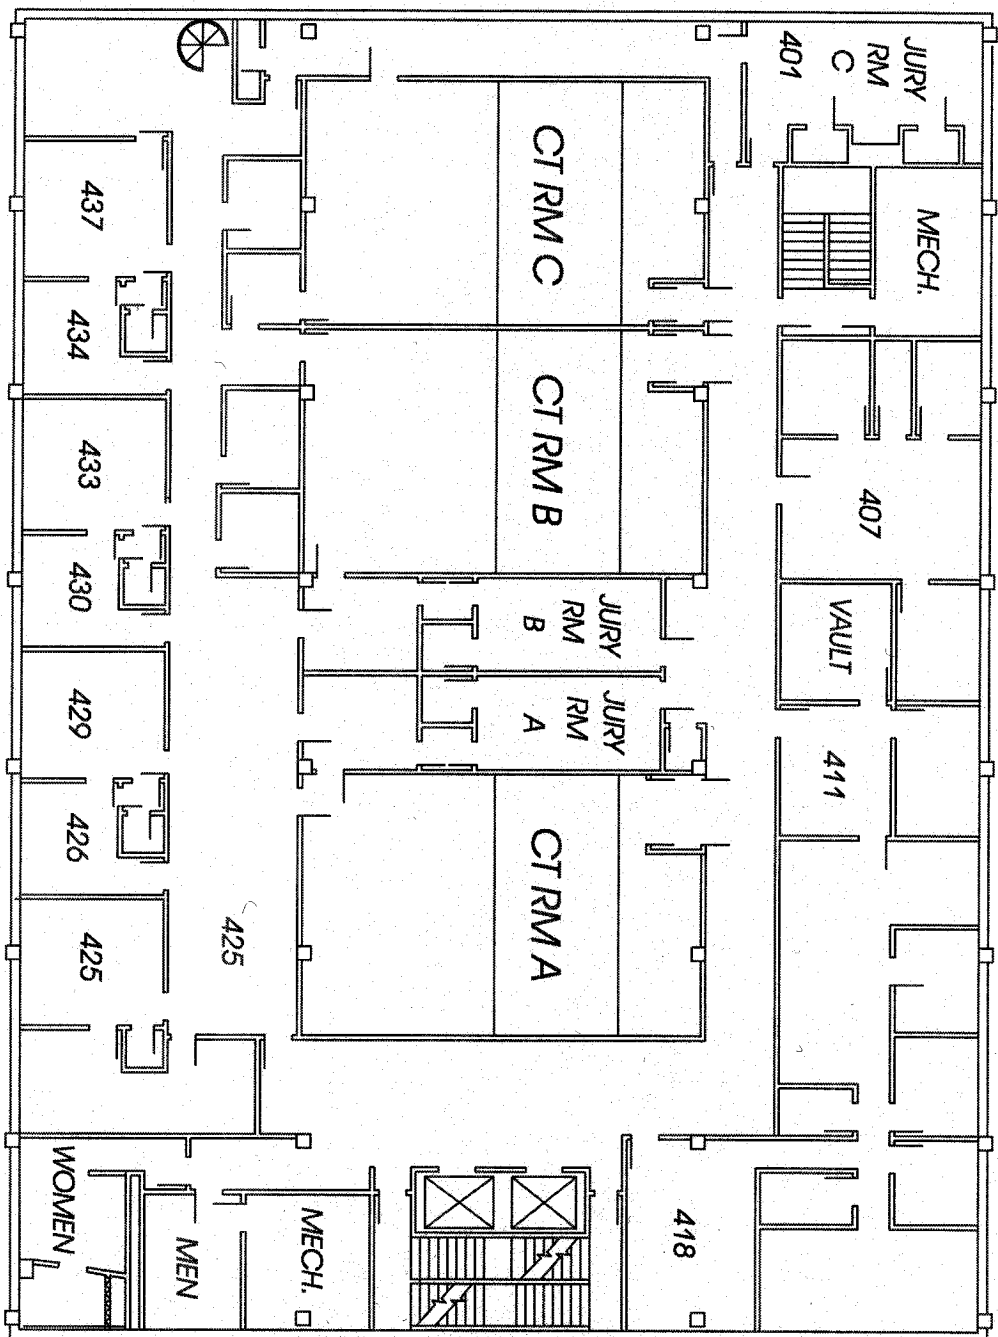 JURY
RM
C
401
MECH.
CT RM C
437
434
CT RM B
433
430
407
VAULT
JURY
RM
B
JURY
RM
A
429
426
411
CT RM A
425
425
418
WOMEN
MEN
MECH.